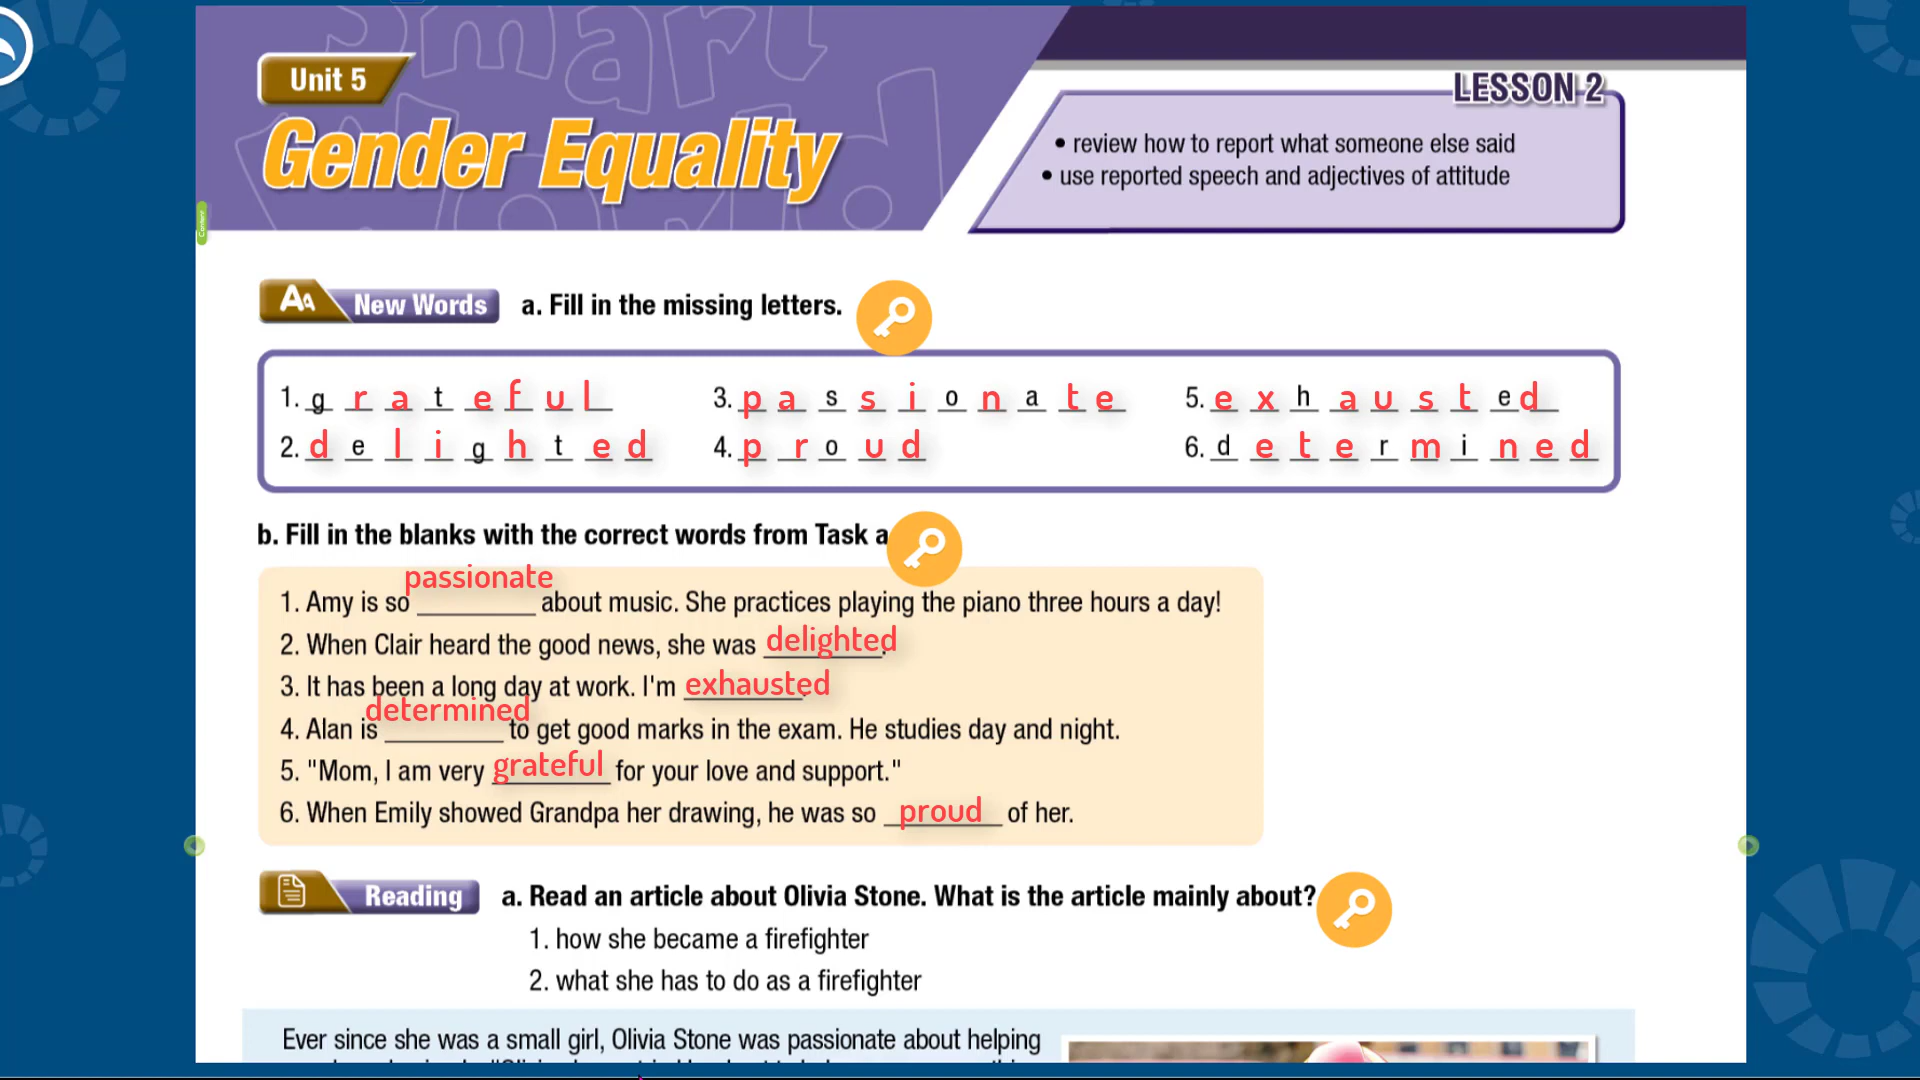 Smart
World
Unit 5
Gender Equality
LESSON 2
• review how to report what someone else said
• use reported speech and adjectives of attitude
Content
Aa New Words a. Fill in the missing letters.
1. g r a t e f u l 3. p a s s i o n a t e 5. e x h a u s t e d
2. d e l i g h t e d 4. p r o u d 6. d e t e r m i n e d
b. Fill in the blanks with the correct words from Task a
1. Amy is so passionate about music. She practices playing the piano three hours a day!
2. When Clair heard the good news, she was delighted.
3. It has been a long day at work. I'm exhausted.
4. Alan is determined to get good marks in the exam. He studies day and night.
5. "Mom, I am very grateful for your love and support."
6. When Emily showed Grandpa her drawing, he was so proud of her.
Reading a. Read an article about Olivia Stone. What is the article mainly about?
1. how she became a firefighter
2. what she has to do as a firefighter
Ever since she was a small girl, Olivia Stone was passionate about helping